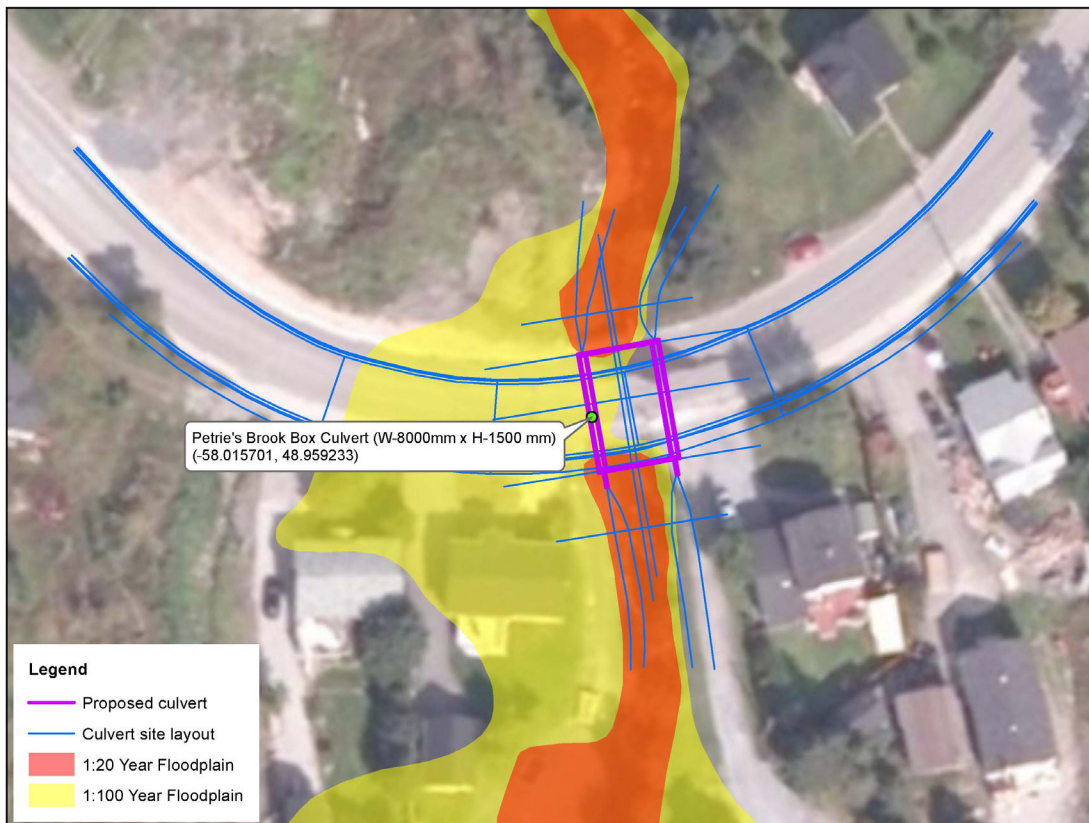 Petrie's Brook Box Culvert (W-8000mm x H-1500 mm)
(-58.015701, 48.959233)
Legend
Proposed culvert
Culvert site layout
1:20 Year Floodplain
1:100 Year Floodplain